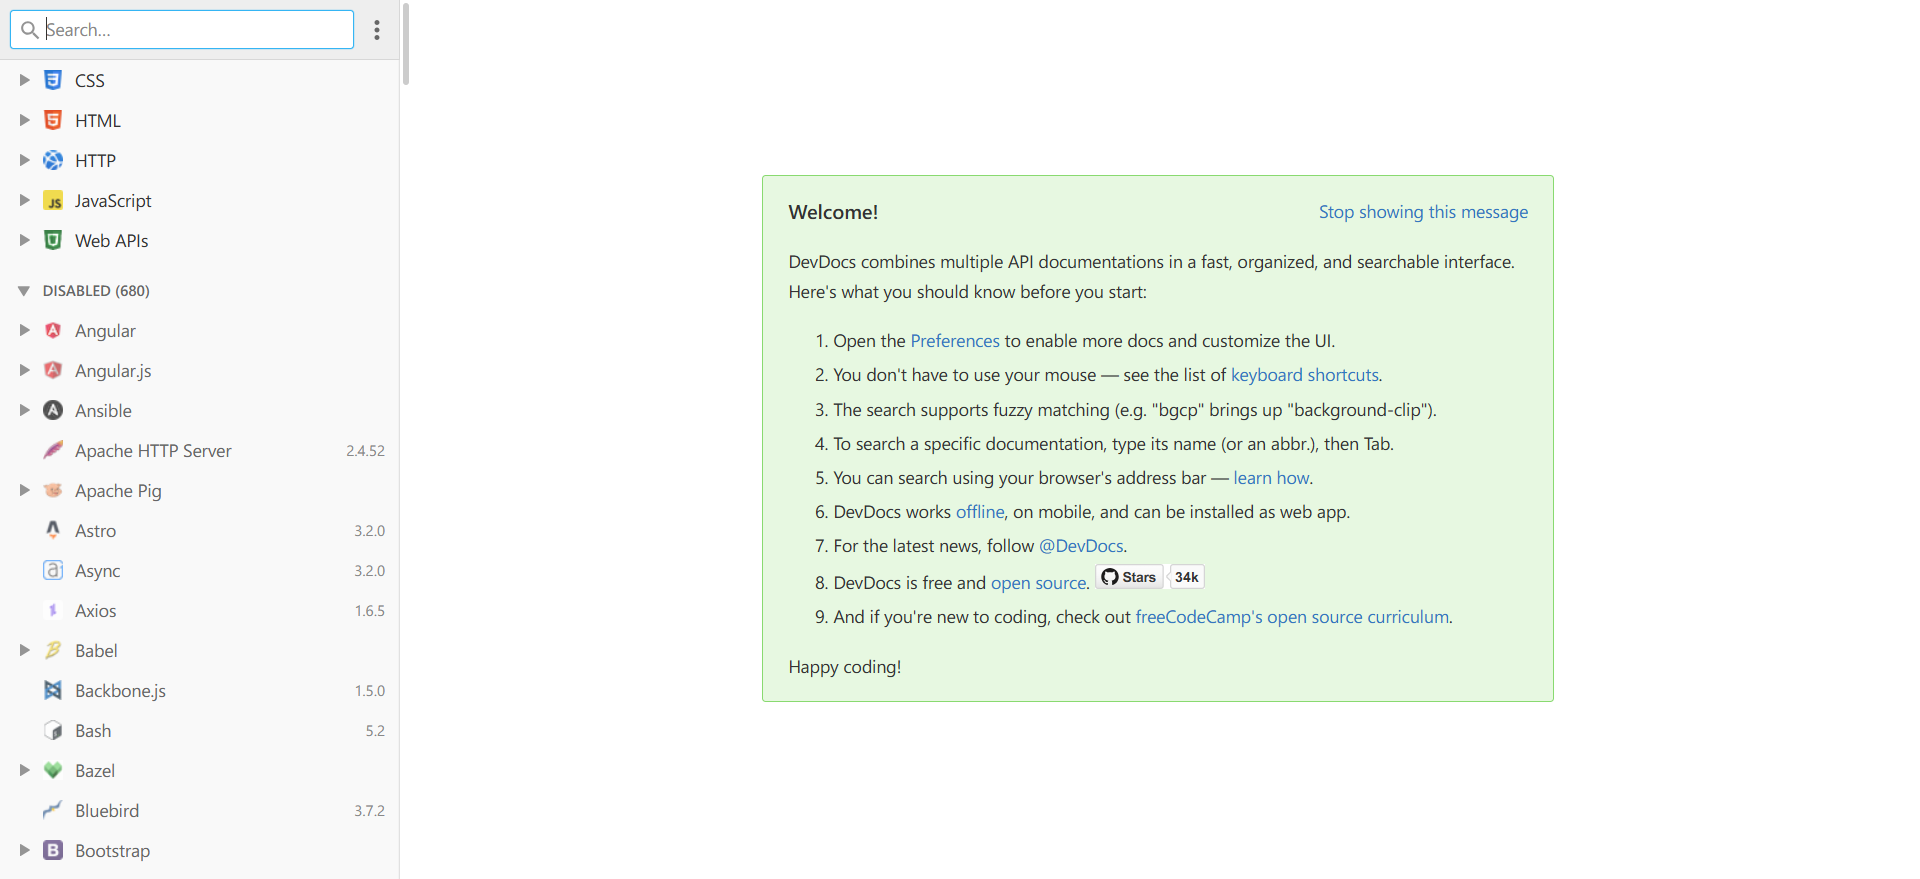 Search...
CSS
HTML
HTTP
JavaScript
Web APIs
DISABLED (680)
Angular
Angular.js
Ansible
Apache HTTP Server 2.4.52
Apache Pig
Astro 3.2.0
Async 3.2.0
Axios 1.6.5
Babel
Backbone.js 1.5.0
Bash 5.2
Bazel
Bluebird 3.7.2
Bootstrap
Welcome! Stop showing this message
DevDocs combines multiple API documentations in a fast, organized, and searchable interface.
Here's what you should know before you start:
1. Open the Preferences to enable more docs and customize the UI.
2. You don't have to use your mouse — see the list of keyboard shortcuts.
3. The search supports fuzzy matching (e.g. "bgcp" brings up "background-clip").
4. To search a specific documentation, type its name (or an abbr.), then Tab.
5. You can search using your browser's address bar — learn how.
6. DevDocs works offline, on mobile, and can be installed as web app.
7. For the latest news, follow @DevDocs.
8. DevDocs is free and open source. Stars 34k
9. And if you're new to coding, check out freeCodeCamp's open source curriculum.
Happy coding!